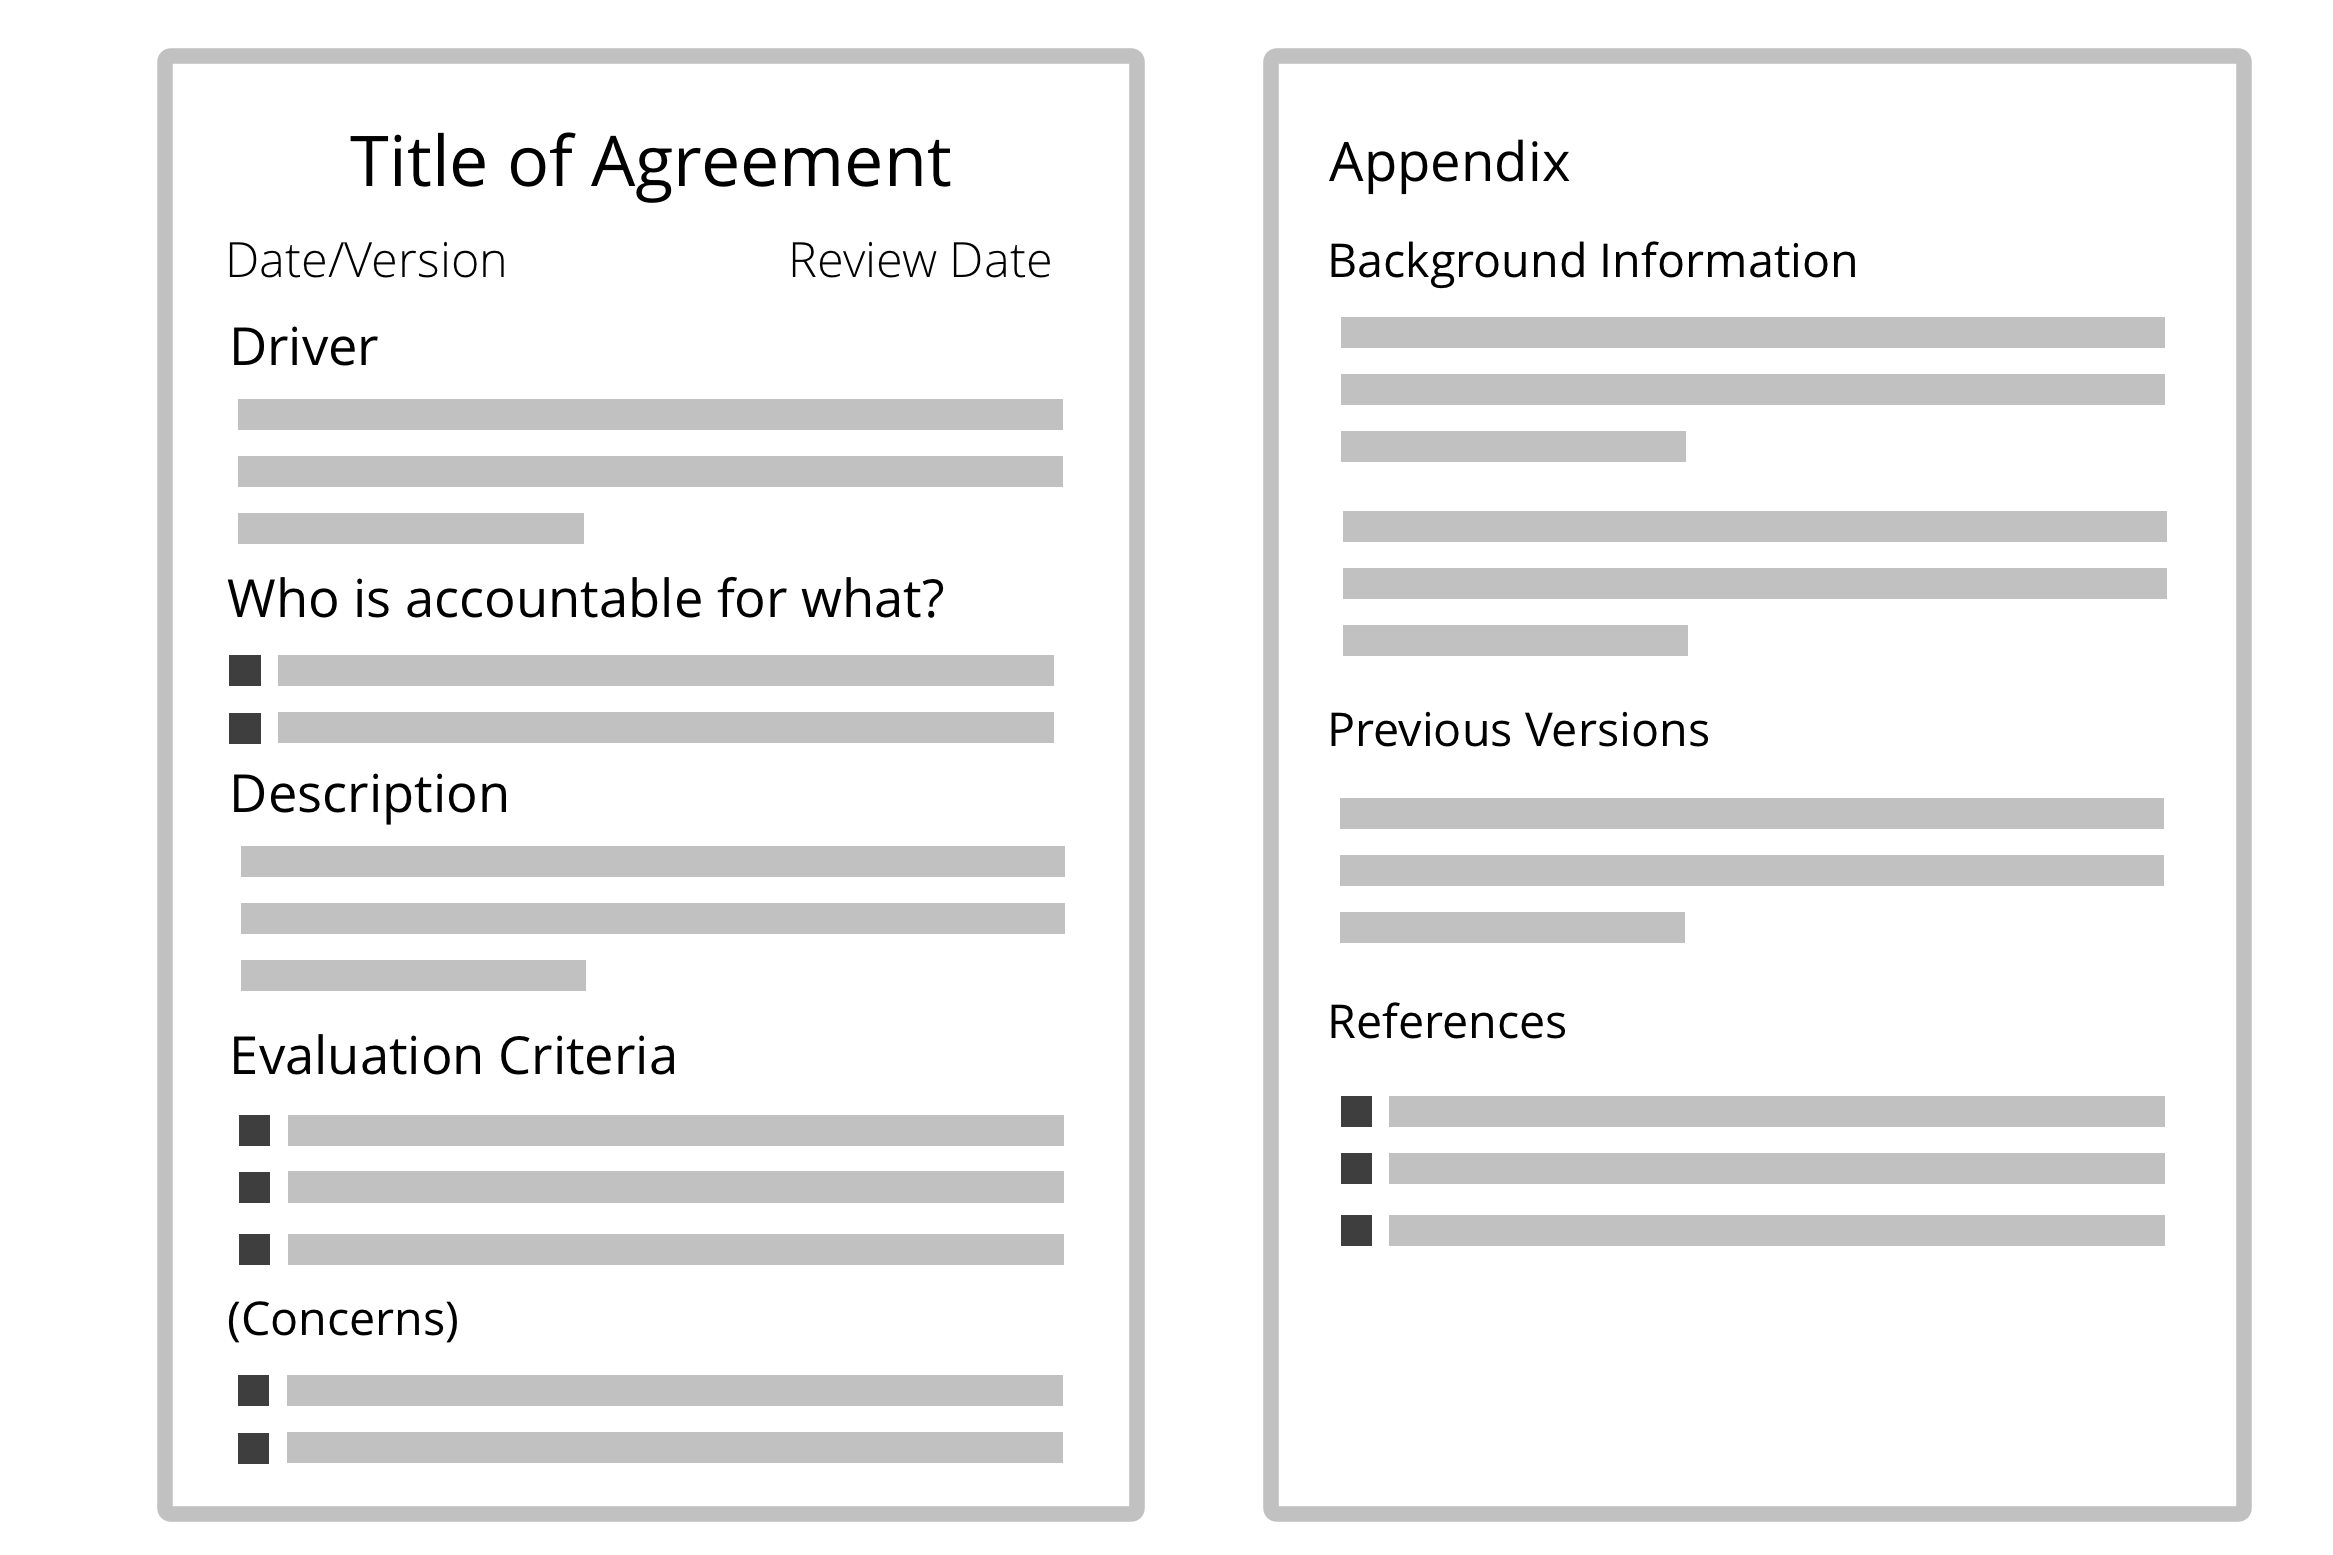 Title of Agreement
Date/Version Review Date
Driver
Who is accountable for what?
Description
Evaluation Criteria
(Concerns)
Appendix
Background Information
Previous Versions
References